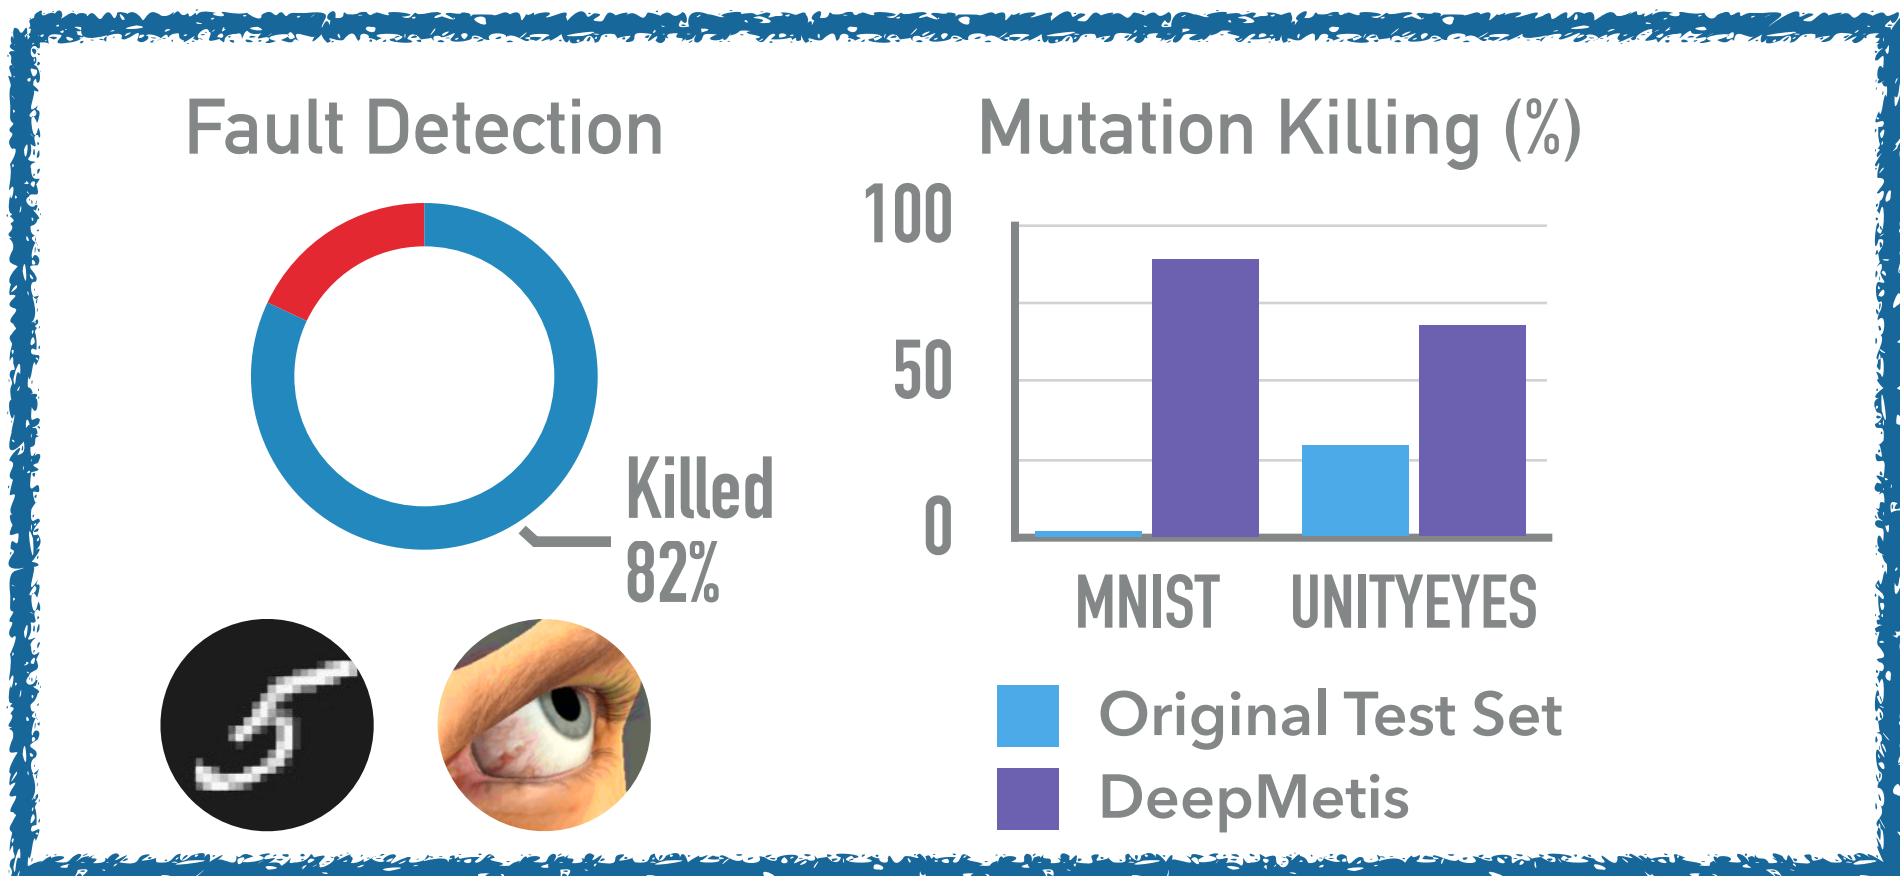 Fault Detection
Killed
82%
Mutation Killing (%)
100
50
0
MNIST UNITYEYES
Original Test Set
DeepMetis